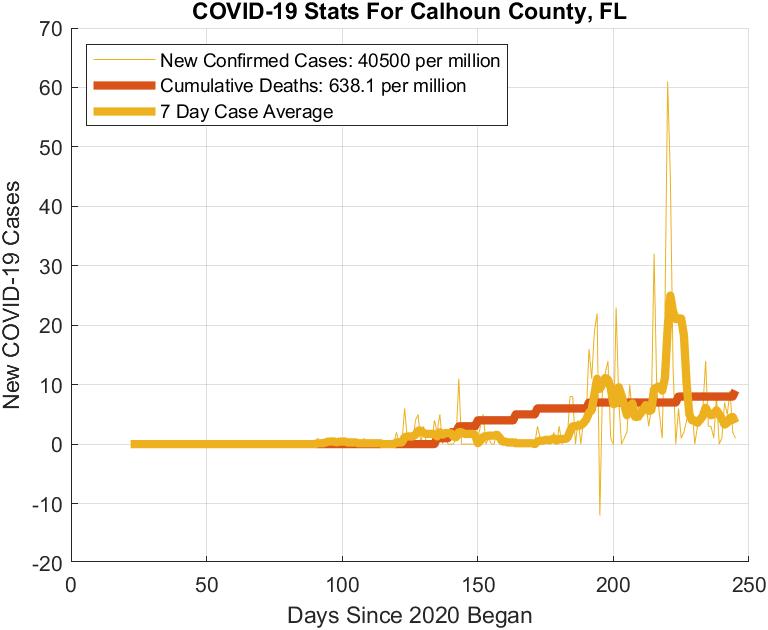 COVID-19 Stats For Calhoun County, FL
New Confirmed Cases: 40500 per million
Cumulative Deaths: 638.1 per million
7 Day Case Average
New COVID-19 Cases
70
60
50
40
30
20
10
0
-10
-20
0 50 100 150 200 250
Days Since 2020 Began